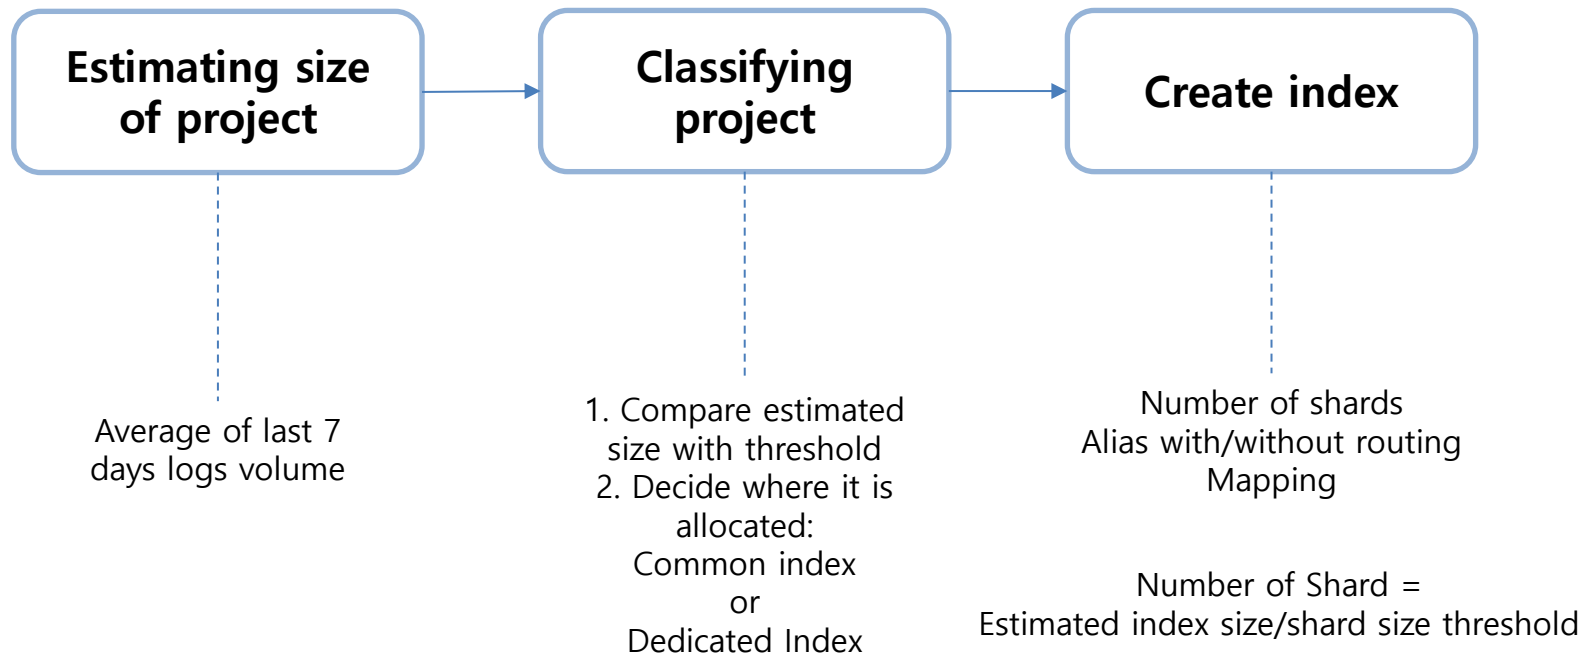 Estimating size
of project
Classifying
project
Create index
Average of last 7
days logs volume
1. Compare estimated
size with threshold
2. Decide where it is
allocated:
Common index
or
Dedicated Index
Number of shards
Alias with/without routing
Mapping
Number of Shard =
Estimated index size/shard size threshold